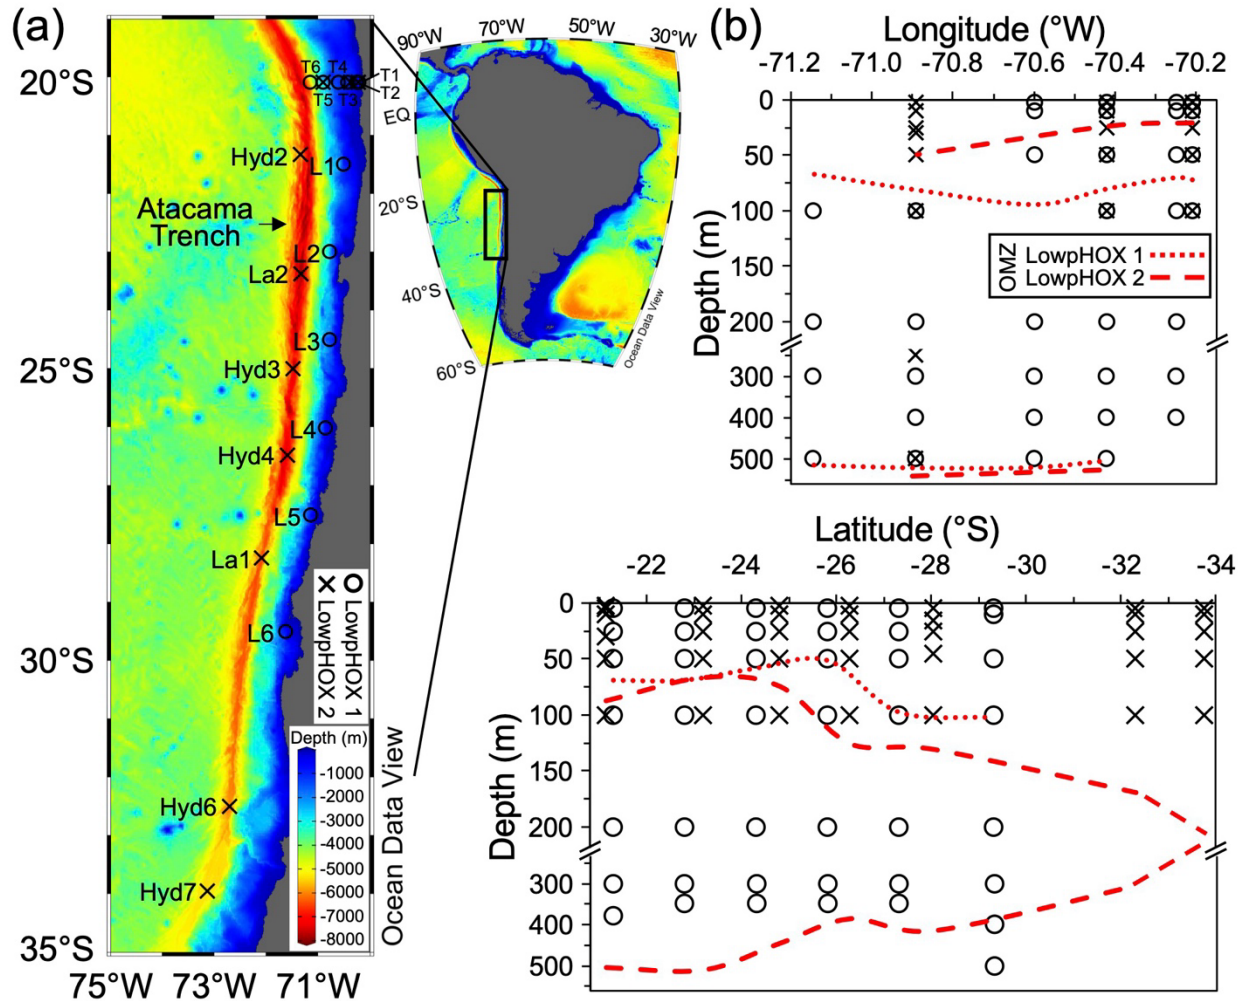 (a)
20°S
25°S
30°S
35°S
75°W 73°W 71°W
T6 T4
T1
T2
T5 T3
Hyd2
L1
Atacama
Trench
L2
La2
L3
Hyd3
L4
Hyd4
L5
La1
L6
Hyd6
Hyd7
LowpHOX 1
LowpHOX 2
Depth (m)
-1000
-2000
-3000
-4000
-5000
-6000
-7000
-8000
Ocean Data View
90°W 70°W 50°W 30°W
EQ
20°S
40°S
60°S
Ocean Data View
(b)
Longitude (°W)
-71.2 -71.0 -70.8 -70.6 -70.4 -70.2
Depth (m)
0
50
100
150
200
300
400
500
OMZ
LowpHOX 1
LowpHOX 2
Latitude (°S)
-22 -24 -26 -28 -30 -32 -34
Depth (m)
0
50
100
150
200
300
400
500